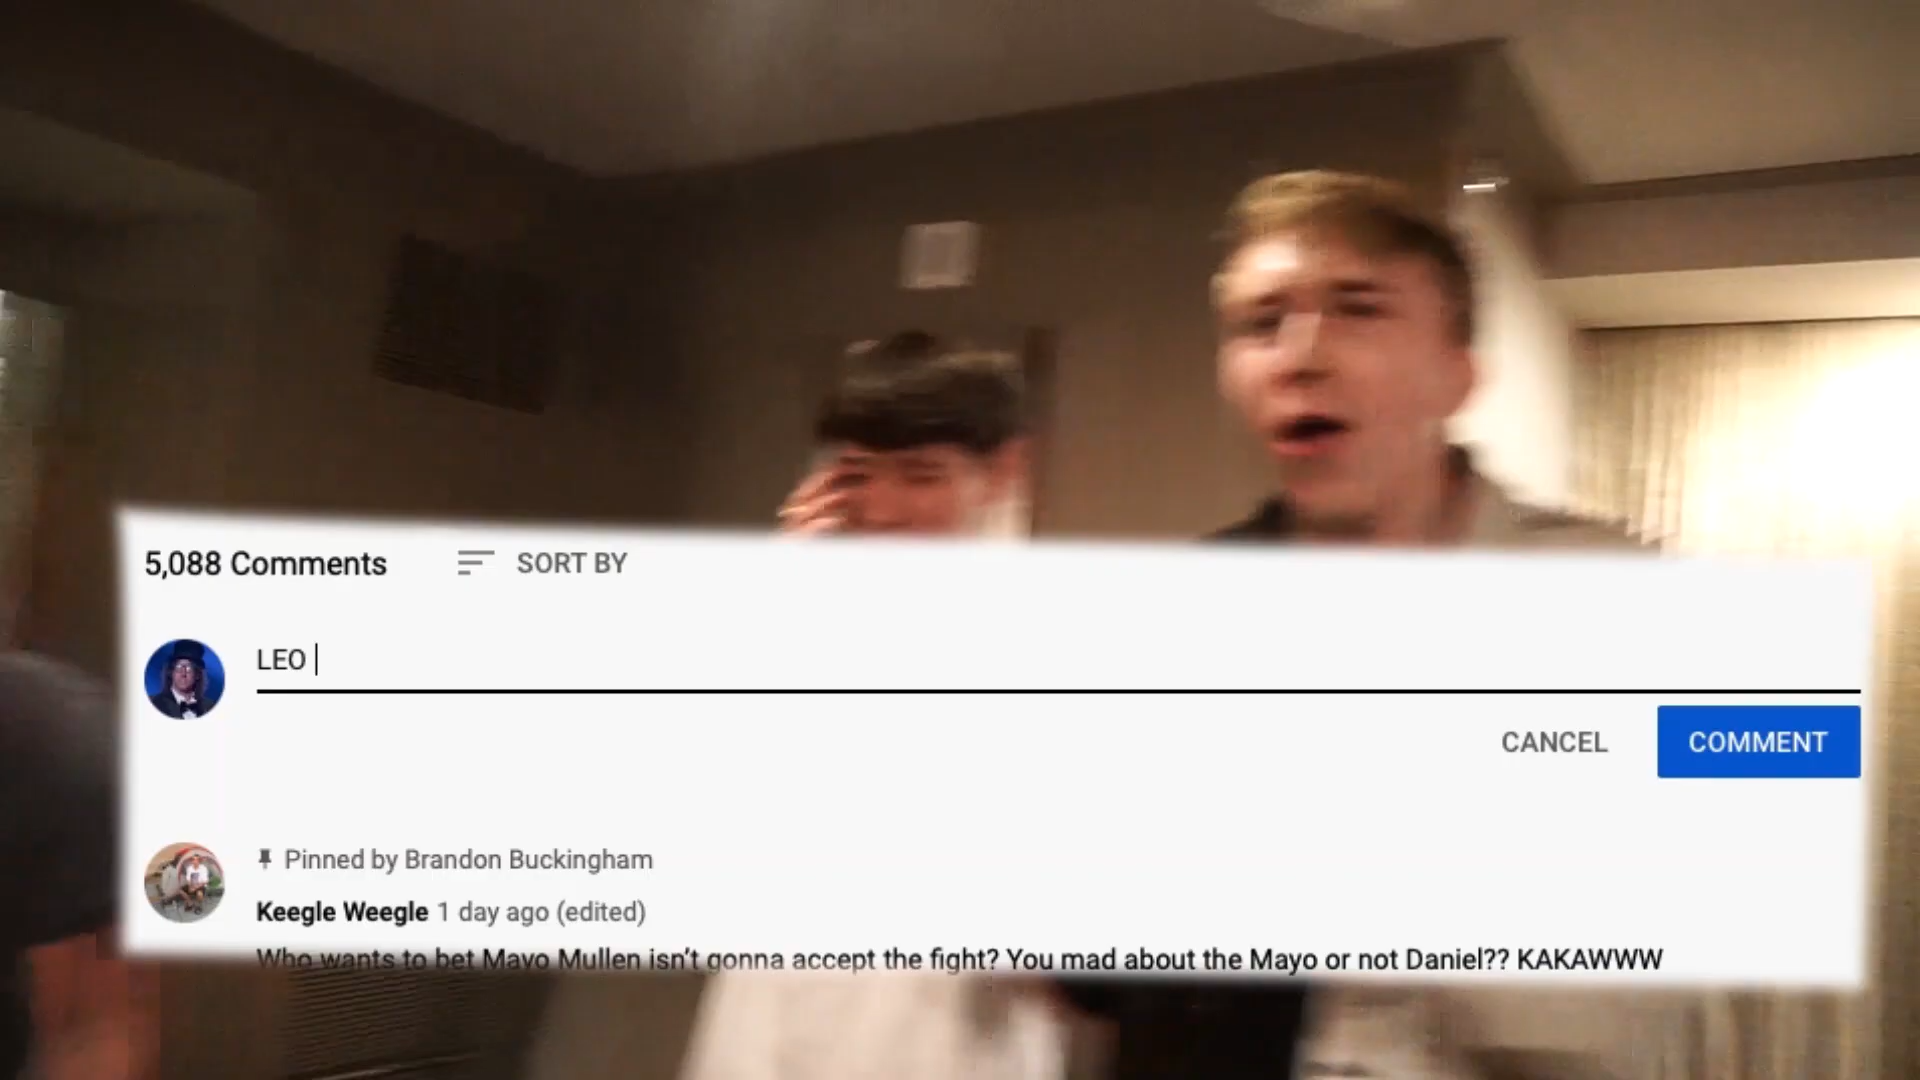 5,088 Comments
SORT BY
LEO
CANCEL
COMMENT
Pinned by Brandon Buckingham
Keegle Weegle 1 day ago (edited)
Who wants to bet Mayo Mullen isn't gonna accept the fight? You mad about the Mayo or not Daniel?? KAKAWWW